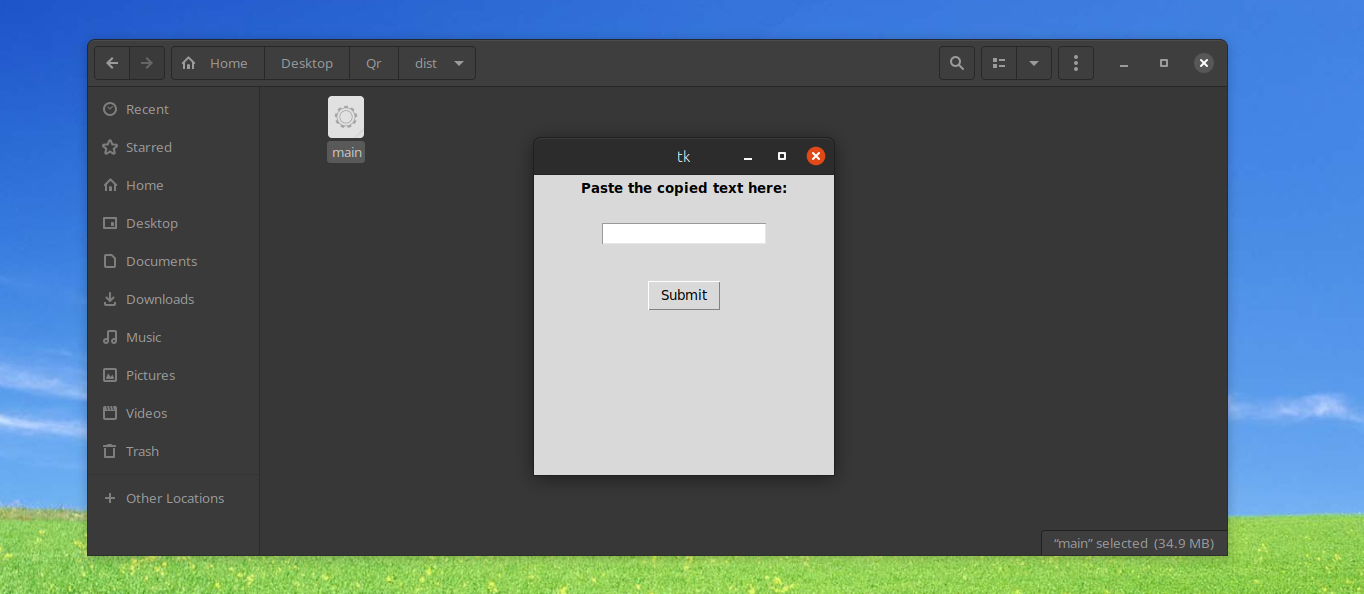 Home Desktop Qr dist
Recent
Starred
Home
Desktop
Documents
Downloads
Music
Pictures
Videos
Trash
Other Locations
main
tk
Paste the copied text here:
Submit
“main” selected (34.9 MB)